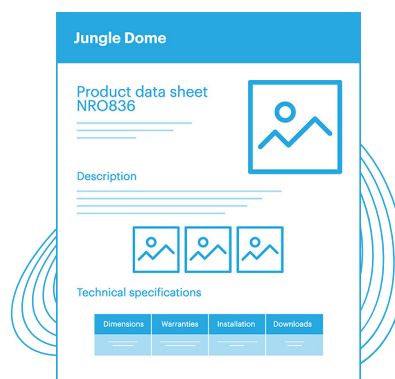 Jungle Dome
Product data sheet
NRO836
Description
Technical specifications
Dimensions Warranties Installation Downloads